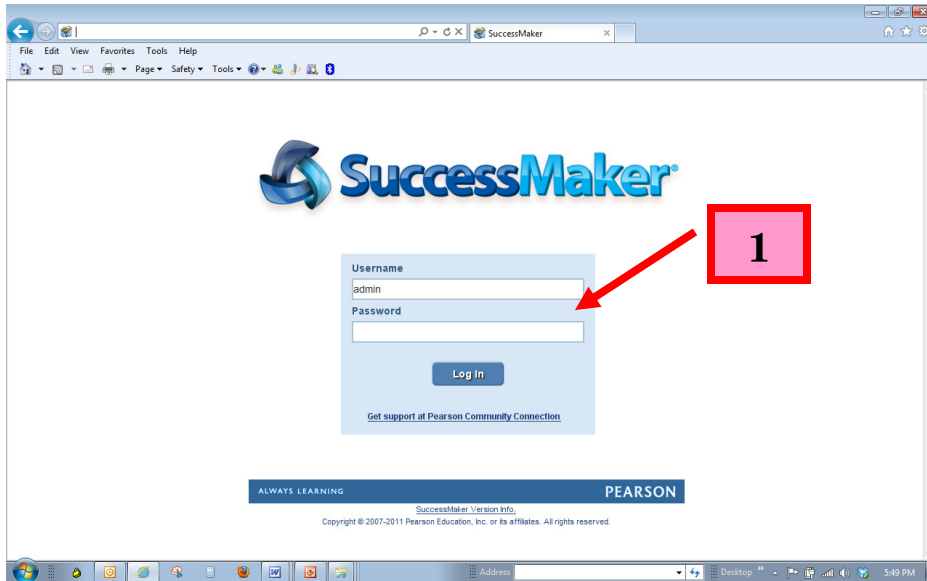 SuccessMaker
File Edit View Favorites Tools Help
Page Safety Tools
SuccessMaker®
1
Username
admin
Password
Log In
Get support at Pearson Community Connection
ALWAYS LEARNING PEARSON
SuccessMaker Version Info.
Copyright © 2007-2011 Pearson Education, Inc. or its affiliates. All rights reserved.
Address Desktop 5:49 PM